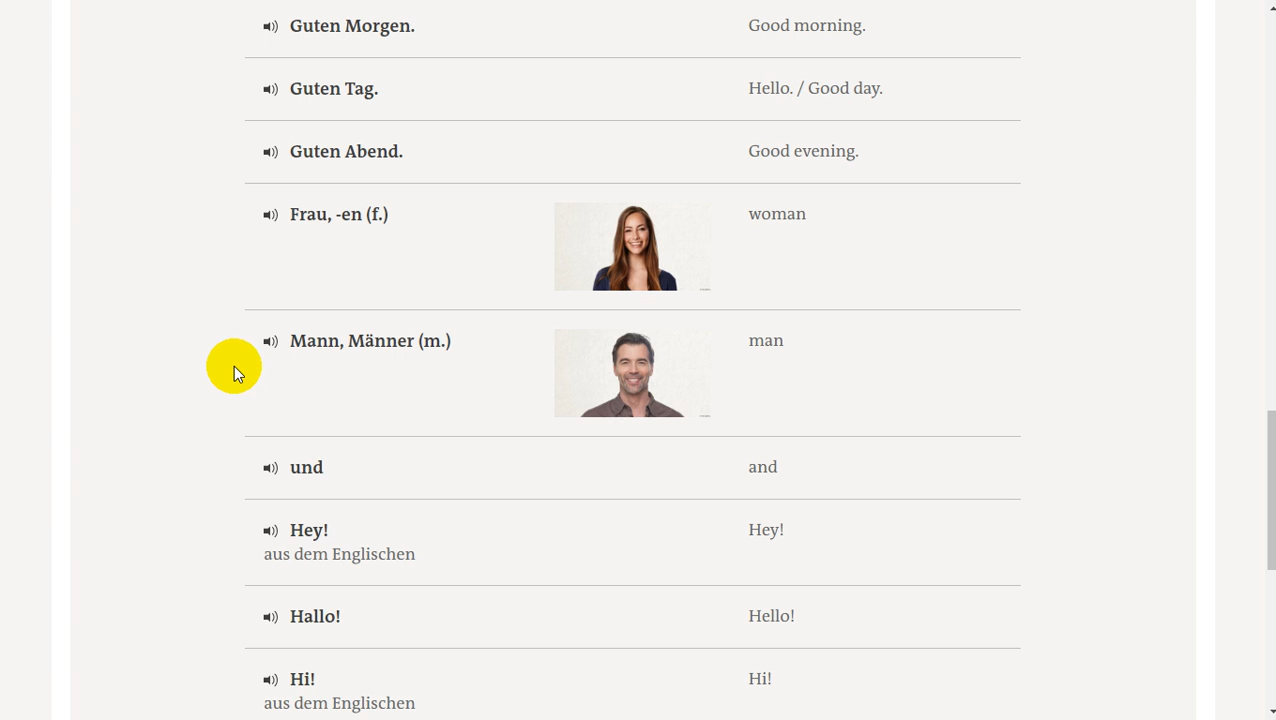 Guten Morgen. Good morning.
Guten Tag. Hello. / Good day.
Guten Abend. Good evening.
Frau, -en (f.) woman
Mann, Männer (m.) man
und and
Hey! Hey!
aus dem Englischen
Hallo! Hello!
Hi! Hi!
aus dem Englischen